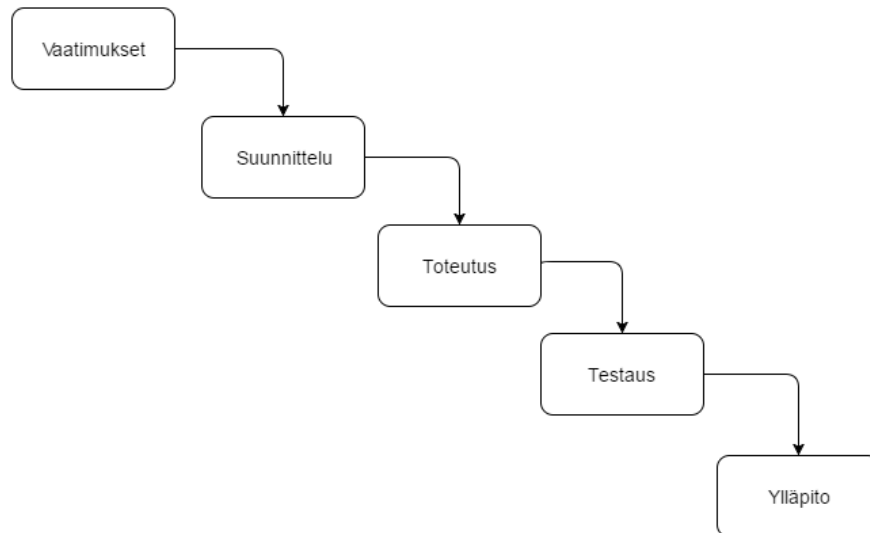 Vaatimukset
Suunnittelu
Toteutus
Testaus
Ylläpito